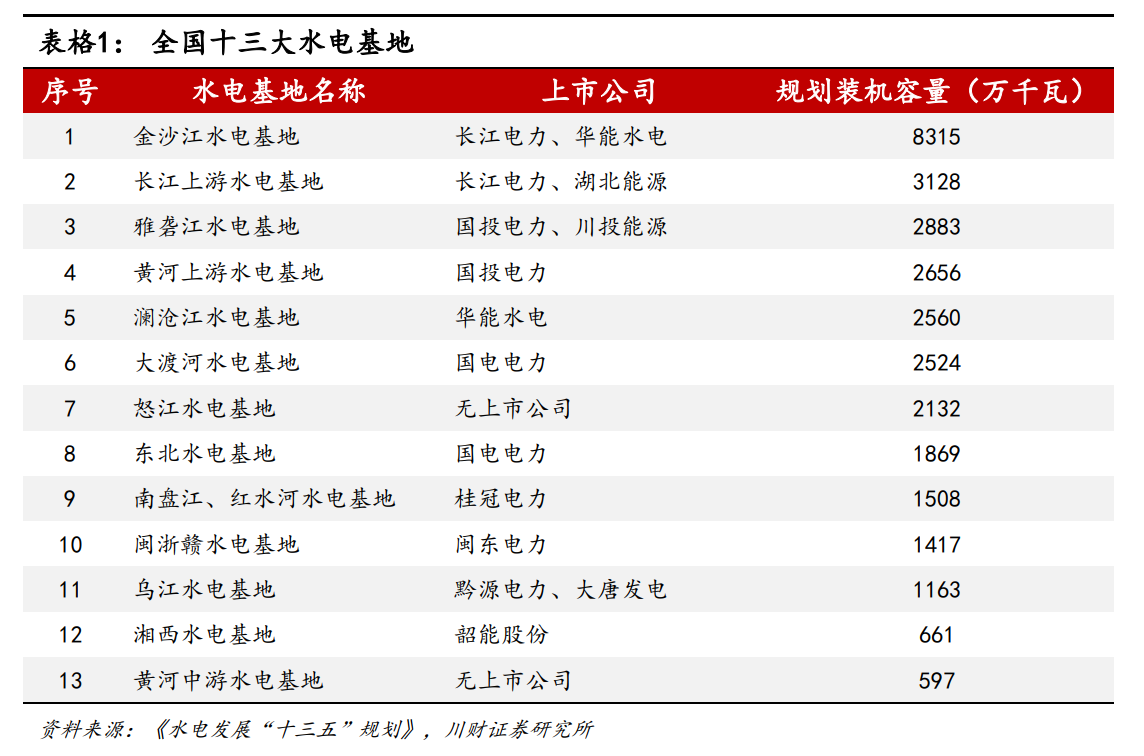 表格1： 全国十三大水电基地
序号 水电基地名称 上市公司 规划装机容量（万千瓦）
1 金沙江水电基地 长江电力、华能水电 8315
2 长江上游水电基地 长江电力、湖北能源 3128
3 雅砻江水电基地 国投电力、川投能源 2883
4 黄河上游水电基地 国投电力 2656
5 澜沧江水电基地 华能水电 2560
6 大渡河水电基地 国电电力 2524
7 怒江水电基地 无上市公司 2132
8 东北水电基地 国电电力 1869
9 南盘江、红水河水电基地 桂冠电力 1508
10 闽浙赣水电基地 闽东电力 1417
11 乌江水电基地 黔源电力、大唐发电 1163
12 湘西水电基地 韶能股份 661
13 黄河中游水电基地 无上市公司 597
资料来源：《水电发展“十三五”规划》，川财证券研究所